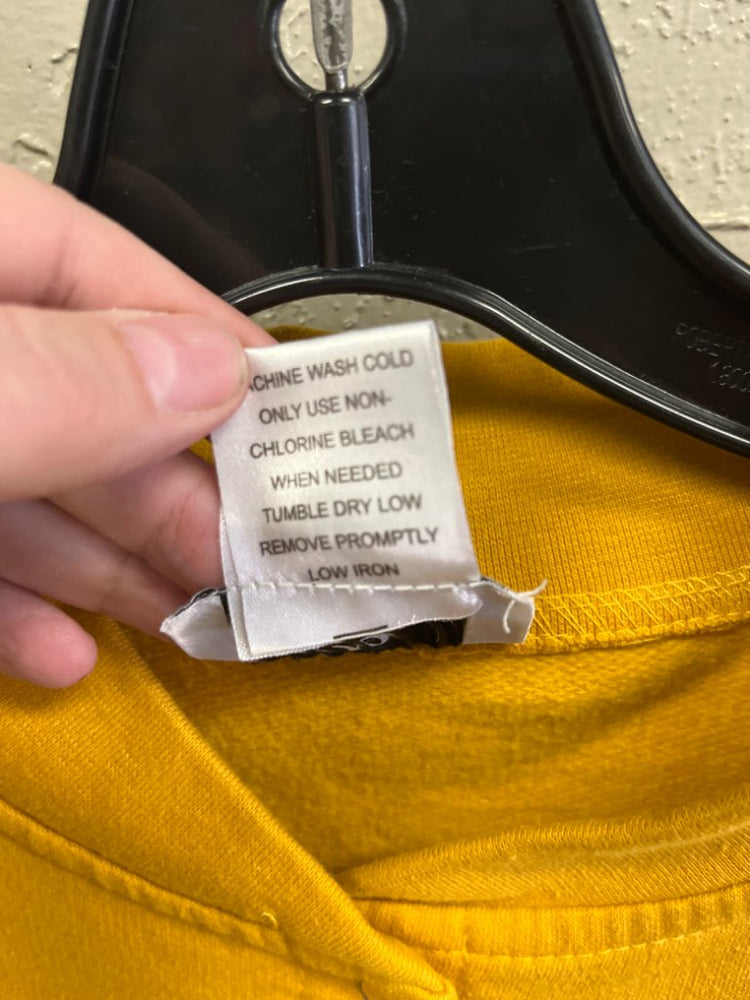 ACHINE WASH COLD
ONLY USE NON-
CHLORINE BLEACH
WHEN NEEDED
TUMBLE DRY LOW
REMOVE PROMPTLY
LOW IRON